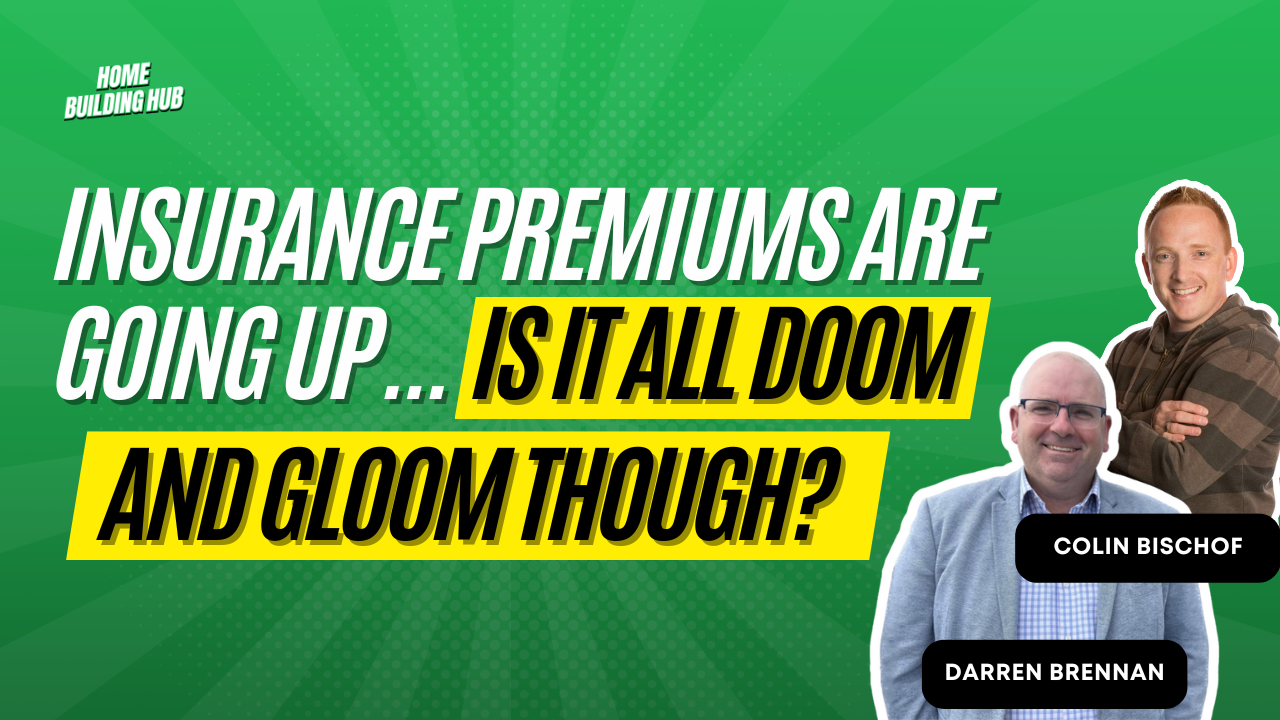 HOME
BUILDING HUB
INSURANCE PREMIUMS ARE
GOING UP ... IS IT ALL DOOM
AND GLOOM THOUGH?
COLIN BISCHOF
DARREN BRENNAN